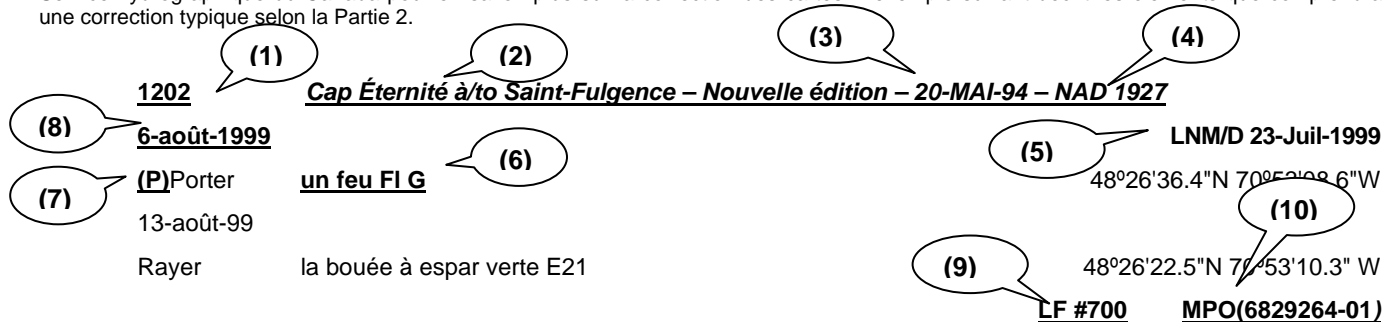 une correction typique selon la Partie 2.
(1) (2) (3) (4)
1202 Cap Éternité à/to Saint-Fulgence – Nouvelle édition – 20-MAI-94 – NAD 1927
(8) 6-août-1999 (5) LNM/D 23-Juil-1999
(7) (P)Porter un feu Fl G (6) 48º26'36.4"N
13-août-99 (10)
Rayer la bouée à espar verte E21 (9) 48º26'22.5"N 70º53'10.3" W
LF #700 MPO(6829264-01)